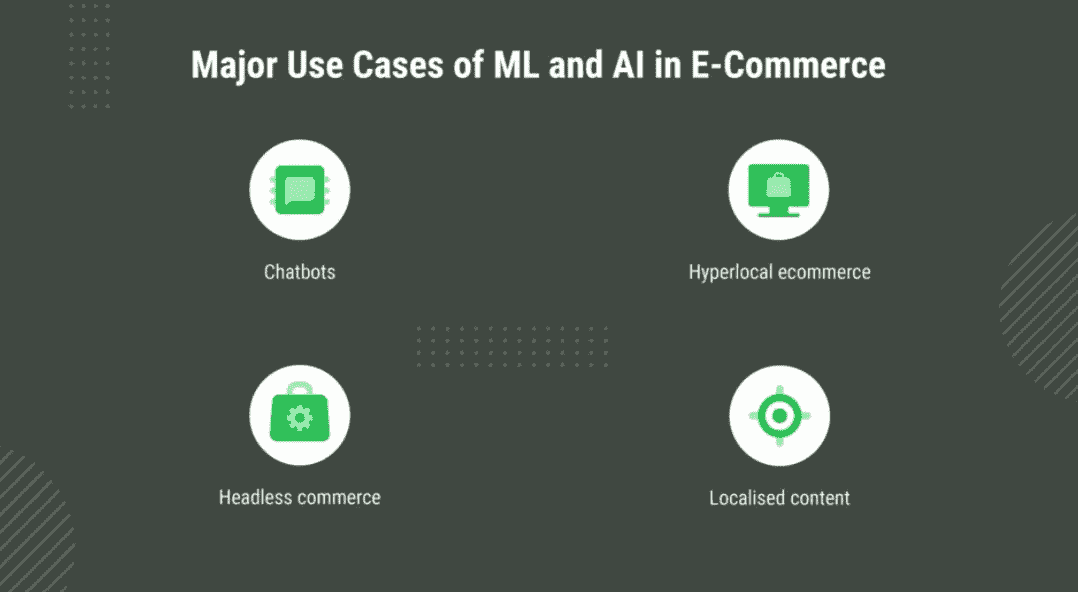 Major Use Cases of ML and AI in E-Commerce
Chatbots
Hyperlocal ecommerce
Headless commerce
Localised content